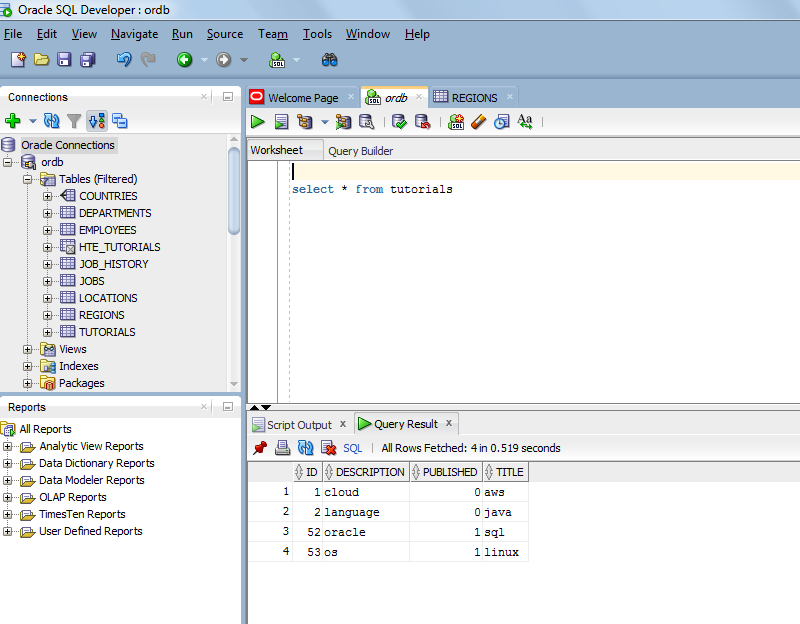 Oracle SQL Developer : ordb
File Edit View Navigate Run Source Team Tools Window Help
Connections
Oracle Connections
ordb
Tables (Filtered)
COUNTRIES
DEPARTMENTS
EMPLOYEES
HTE_TUTORIALS
JOB_HISTORY
JOBS
LOCATIONS
REGIONS
TUTORIALS
Views
Indexes
Packages
Reports
All Reports
Analytic View Reports
Data Dictionary Reports
Data Modeler Reports
OLAP Reports
TimesTen Reports
User Defined Reports
Welcome Page ordb REGIONS
Worksheet Query Builder
select * from tutorials
Script Output x Query Result x
SQL | All Rows Fetched: 4 in 0.519 seconds
ID DESCRIPTION PUBLISHED TITLE
1 1 cloud 0 aws
2 2 language 0 java
3 52 oracle 1 sql
4 53 os 1 linux